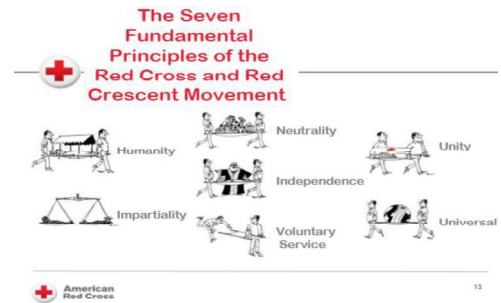 The Seven
Fundamental
Principles of the
Red Cross and Red
Crescent Movement
Humanity
Neutrality
Unity
Independence
Impartiality
Voluntary
Service
Universal
American
Red Cross
13